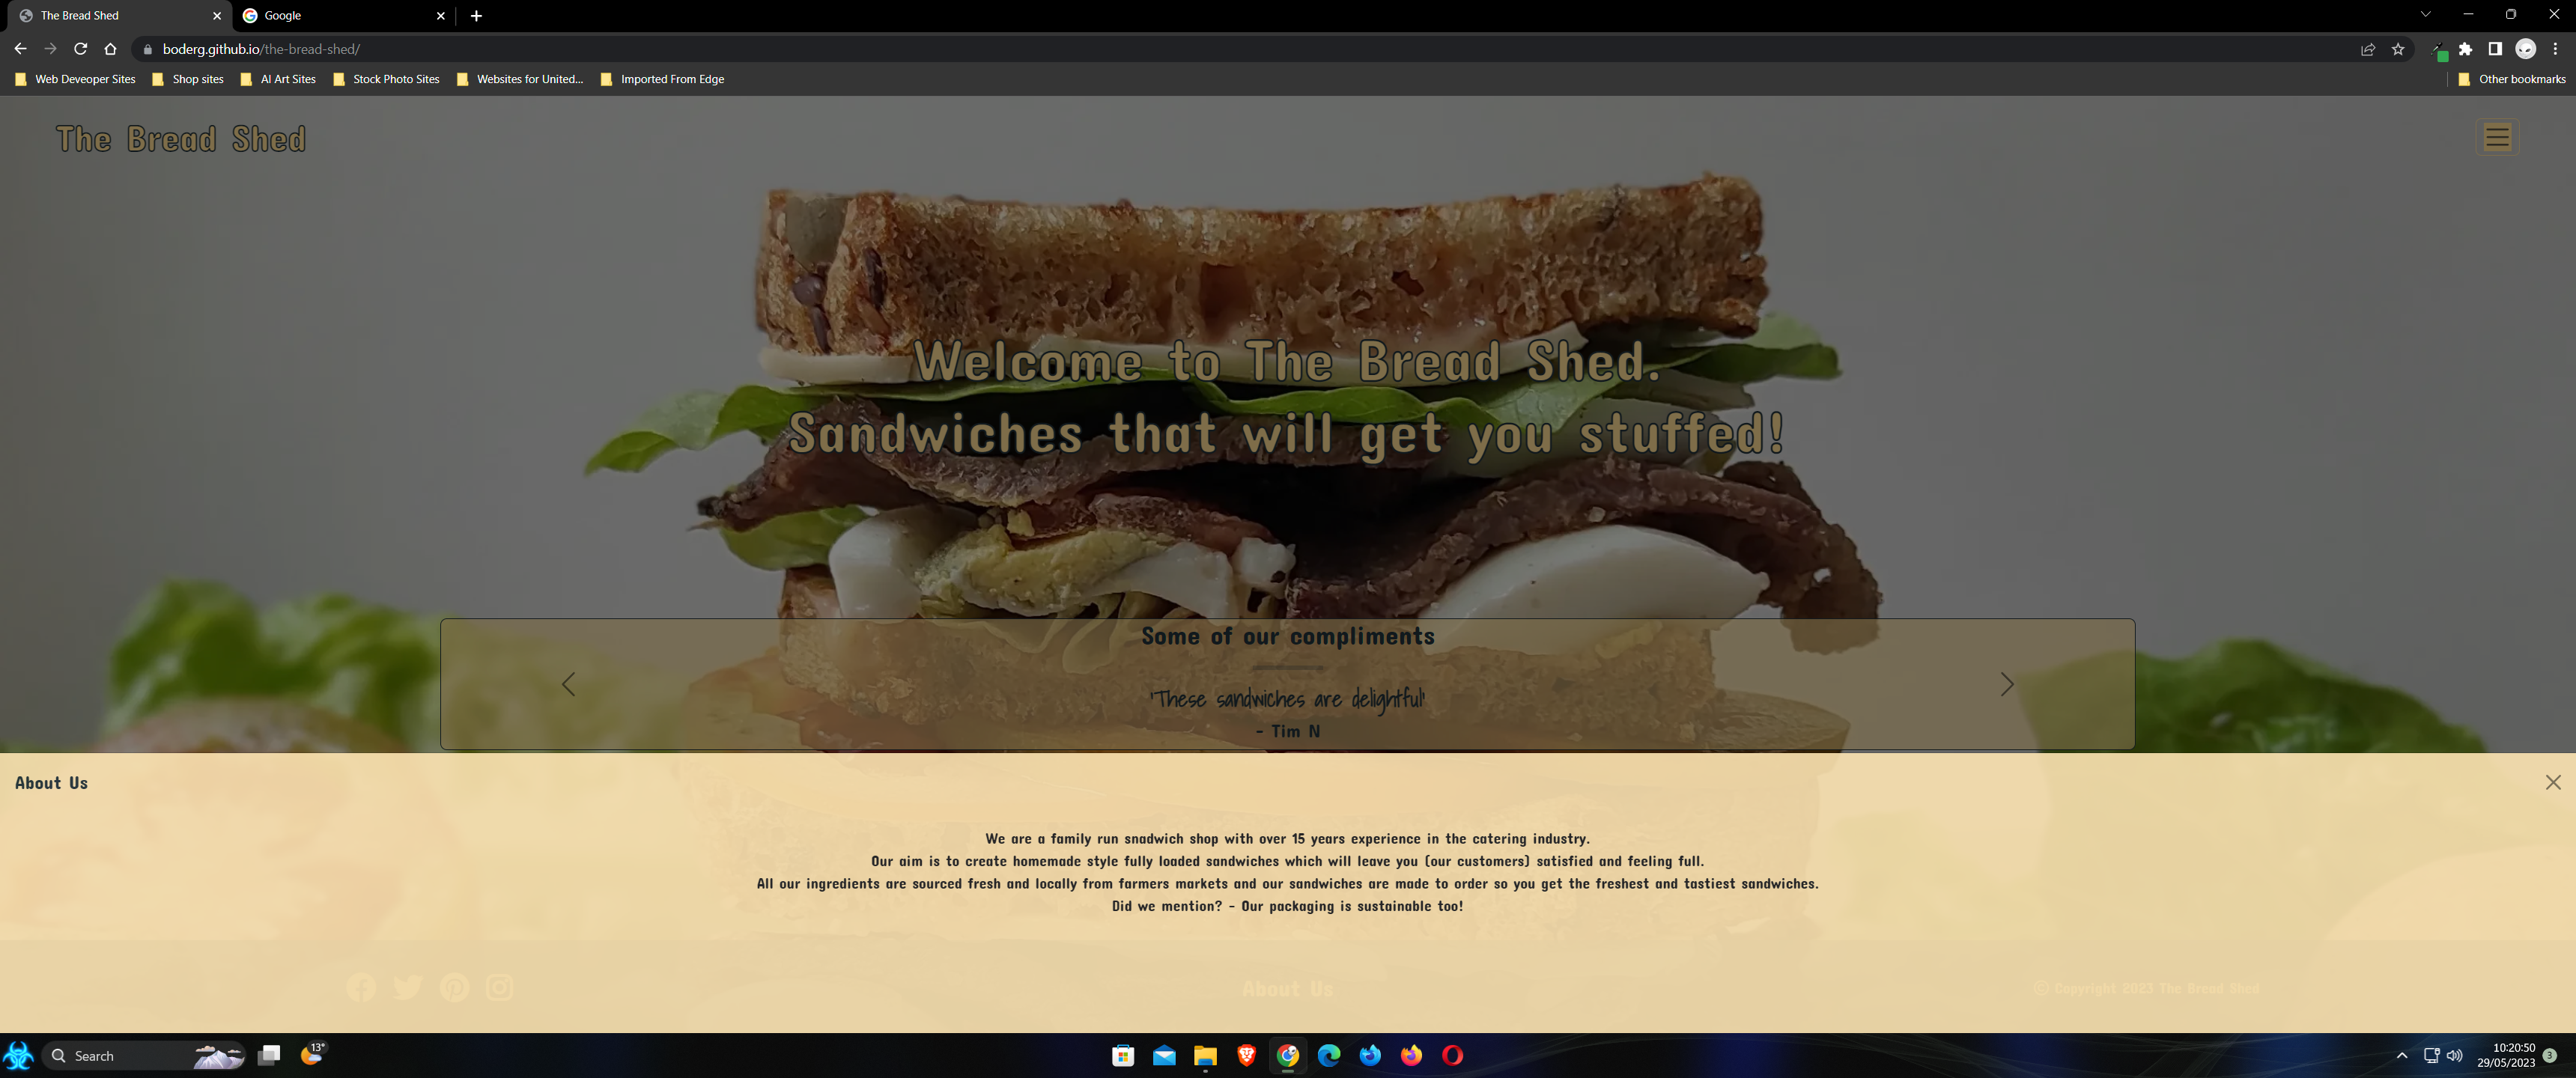 The Bread Shed
Google
boderg.github.io/the-bread-shed/
Web Deveoper Sites
Shop sites
AI Art Sites
Stock Photo Sites
Websites for United...
Imported From Edge
Other bookmarks
The Bread Shed
Welcome to The Bread Shed.
Sandwiches that will get you stuffed!
Some of our compliments
'These sandwiches are delightful'
- Tim N
About Us
We are a family run snadwich shop with over 15 years experience in the catering industry.
Our aim is to create homemade style fully loaded sandwiches which will leave you (our customers) satisfied and feeling full.
All our ingredients are sourced fresh and locally from farmers markets and our sandwiches are made to order so you get the freshest and tastiest sandwiches.
Did we mention? - Our packaging is sustainable too!
About Us
© Copyright 2023 The Bread Shed
Search
13°
10:20:50
29/05/2023
3